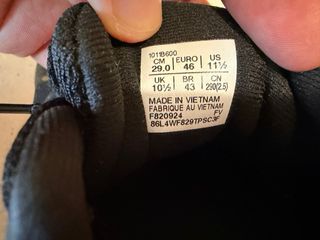 1011B600
CM EURO US
29.0 46 11½
UK BR CN
10½ 43 290(2.5)
MADE IN VIETNAM
FABRIQUE AU VIETNAM
F820924 FV
86L4WF829TPSC3F